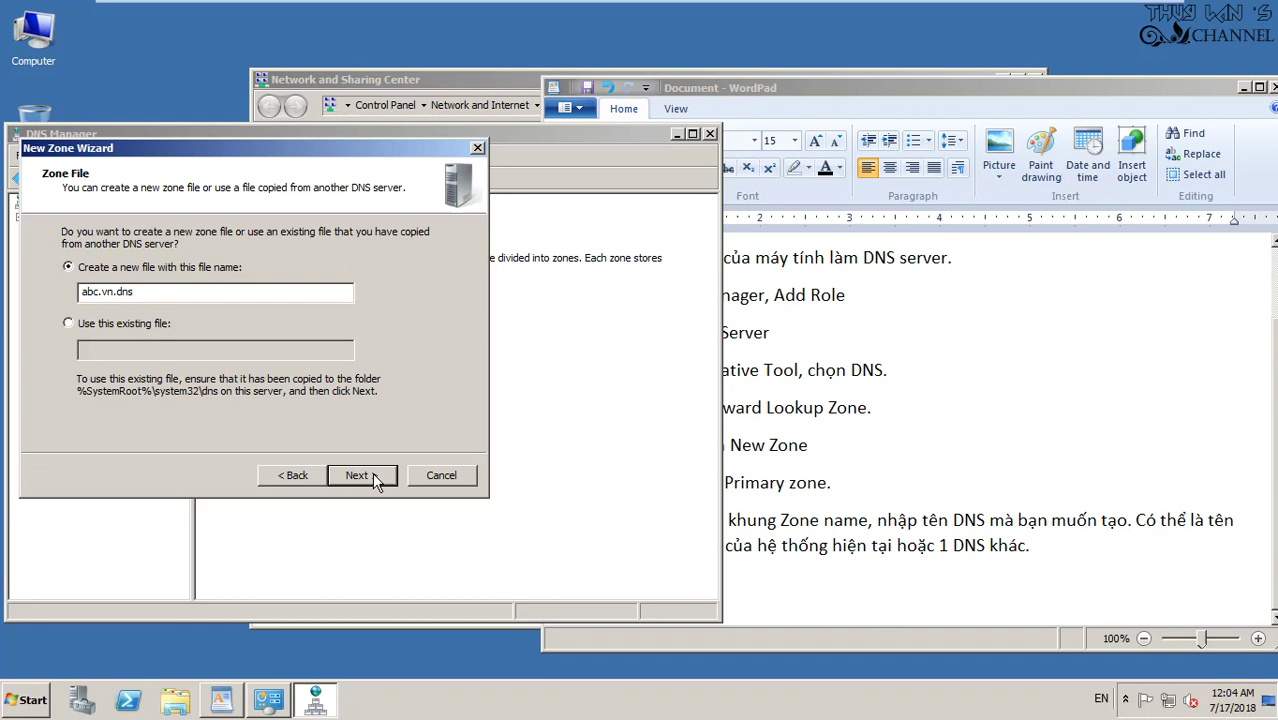 THUY WIN 'S
CHANNEL
Computer
Network and Sharing Center
Control Panel
Network and Internet
Document - WordPad
Home
View
15
Find
Replace
Select all
Picture
Paint
drawing
Date and
time
Insert
object
Font
Paragraph
Insert
Editing
2
3
4
5
6
7
DNS Manager
New Zone Wizard
Zone File
You can create a new zone file or use a file copied from another DNS server.
Do you want to create a new zone file or use an existing file that you have copied
from another DNS server?
Create a new file with this file name:
abc.vn.dns
Use this existing file:
To use this existing file, ensure that it has been copied to the folder
%SystemRoot%\system32\dns on this server, and then click Next.
< Back
Next
Cancel
e divided into zones. Each zone stores
của máy tính làm DNS server.
nager, Add Role
Server
ative Tool, chọn DNS.
ward Lookup Zone.
New Zone
Primary zone.
khung Zone name, nhập tên DNS mà bạn muốn tạo. Có thể là tên
của hệ thống hiện tại hoặc 1 DNS khác.
100%
Start
EN
12:04 AM
7/17/2018